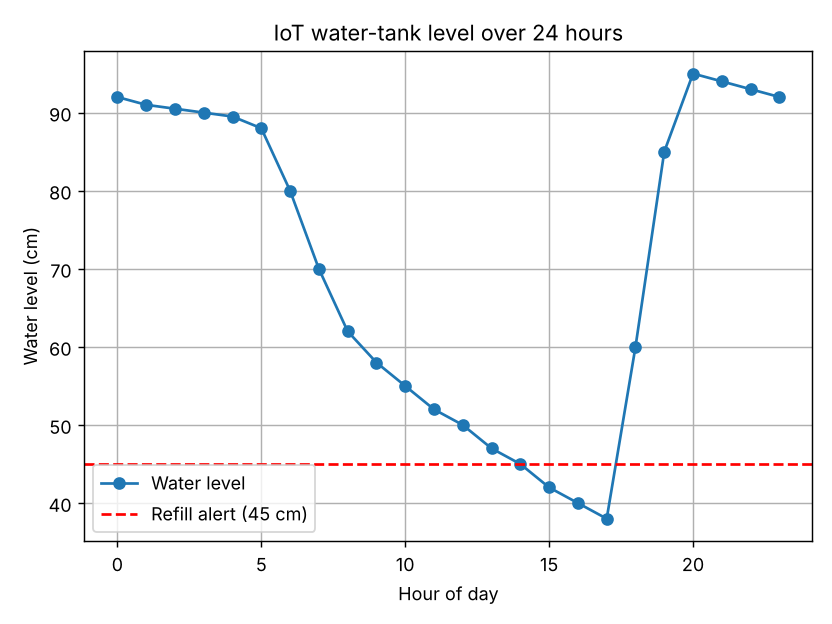 IoT water-tank level over 24 hours
Water level (cm)
90
80
70
60
50
40
Water level
Refill alert (45 cm)
0 5 10 15 20
Hour of day